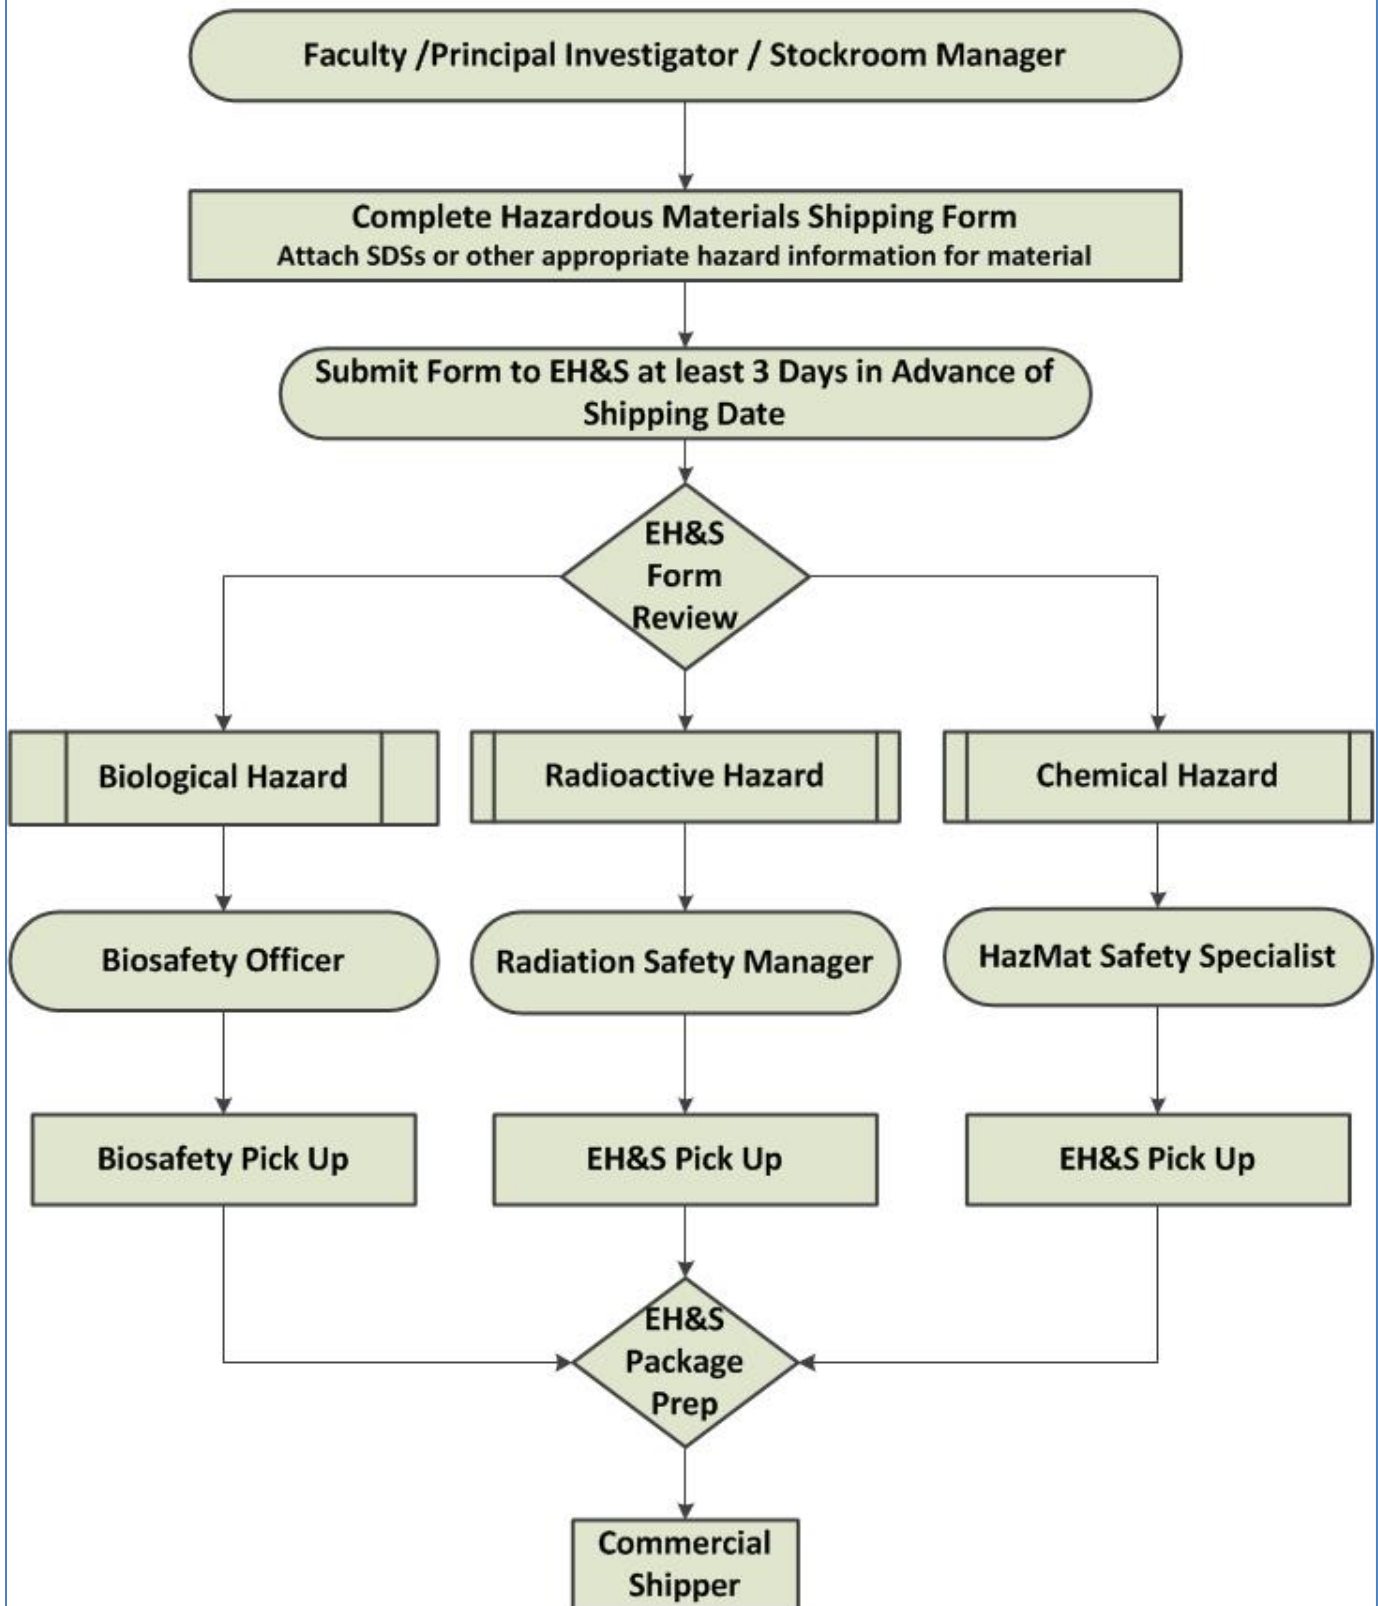 Faculty /Principal Investigator / Stockroom Manager
Complete Hazardous Materials Shipping Form
Attach SDSs or other appropriate hazard information for material
Submit Form to EH&S at least 3 Days in Advance of
Shipping Date
EH&S
Form
Review
Biological Hazard
Radioactive Hazard
Chemical Hazard
Biosafety Officer
Radiation Safety Manager
HazMat Safety Specialist
Biosafety Pick Up
EH&S Pick Up
EH&S Pick Up
EH&S
Package
Prep
Commercial
Shipper